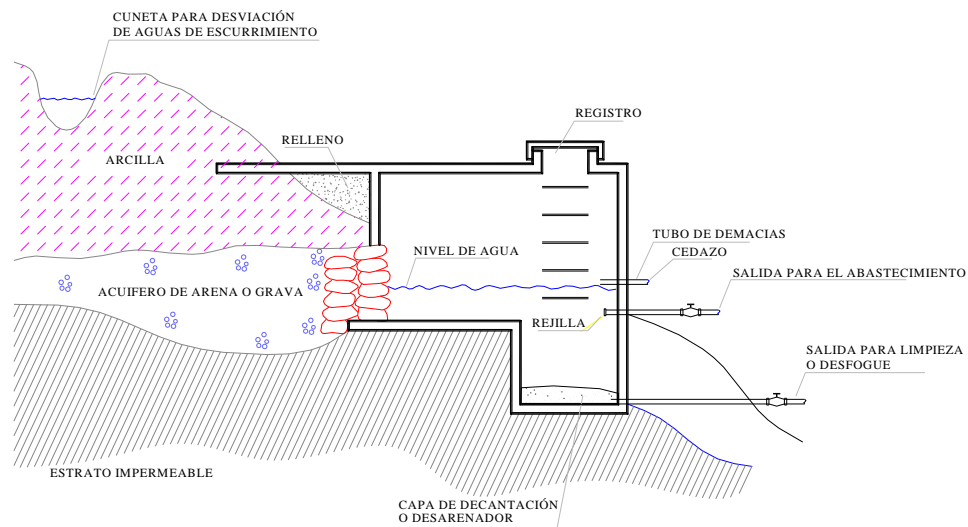 CUNETA PARA DESVIACIÓN
DE AGUAS DE ESCURRIMIENTO
REGISTRO
RELLENO
ARCILLA
TUBO DE DEMACIAS
NIVEL DE AGUA
CEDAZO
SALIDA PARA EL ABASTECIMIENTO
ACUIFERO DE ARENA O GRAVA
REJILLA
SALIDA PARA LIMPIEZA
O DESFOGUE
ESTRATO IMPERMEABLE
CAPA DE DECANTACIÓN
O DESARENADOR